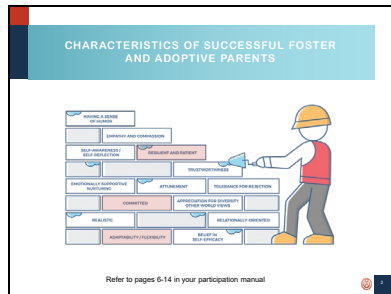 CHARACTERISTICS OF SUCCESSFUL FOSTER
AND ADOPTIVE PARENTS
HAVING A SENSE
OF HUMOR
EMPATHY AND COMPASSION
SELF-AWARENESS /
SELF-REFLECTION
RESILIENT AND PATIENT
TRUSTWORTHINESS
EMOTIONALLY SUPPORTIVE
NURTURING
ATTUNEMENT
TOLERANCE FOR REJECTION
COMMITTED
APPRECIATION FOR DIVERSITY
OTHER WORLD VIEWS
REALISTIC
RELATIONALLY-ORIENTED
ADAPTABILITY / FLEXIBILITY
BELIEF IN
SELF EFFICACY
Refer to pages 6-14 in your participation manual
2